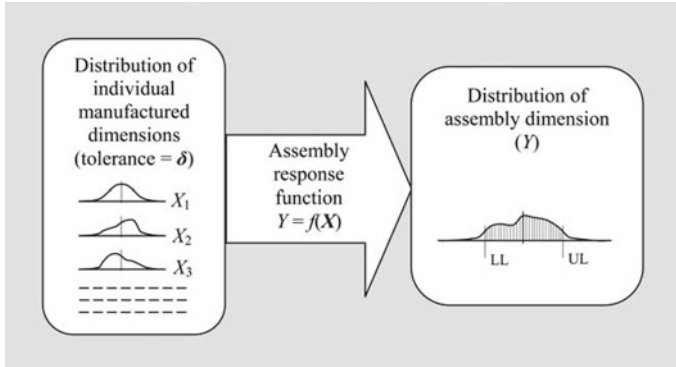 Distribution of
individual
manufactured
dimensions
(tolerance = δ)
X₁
X₂
X₃
Assembly
response
function
Y = f(X)
Distribution of
assembly dimension
(Y)
LL
UL